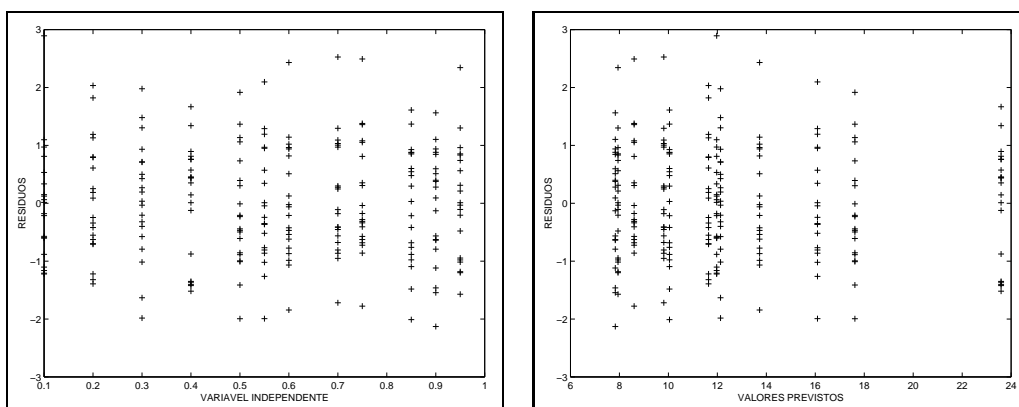 3
2
1
0
−1
−2
−3
RESIDUOS
0.1 0.2 0.3 0.4 0.5 0.6 0.7 0.8 0.9 1
VARIAVEL INDEPENDENTE
3
2
1
0
−1
−2
−3
RESIDUOS
6 8 10 12 14 16 18 20 22 24
VALORES PREVISTOS